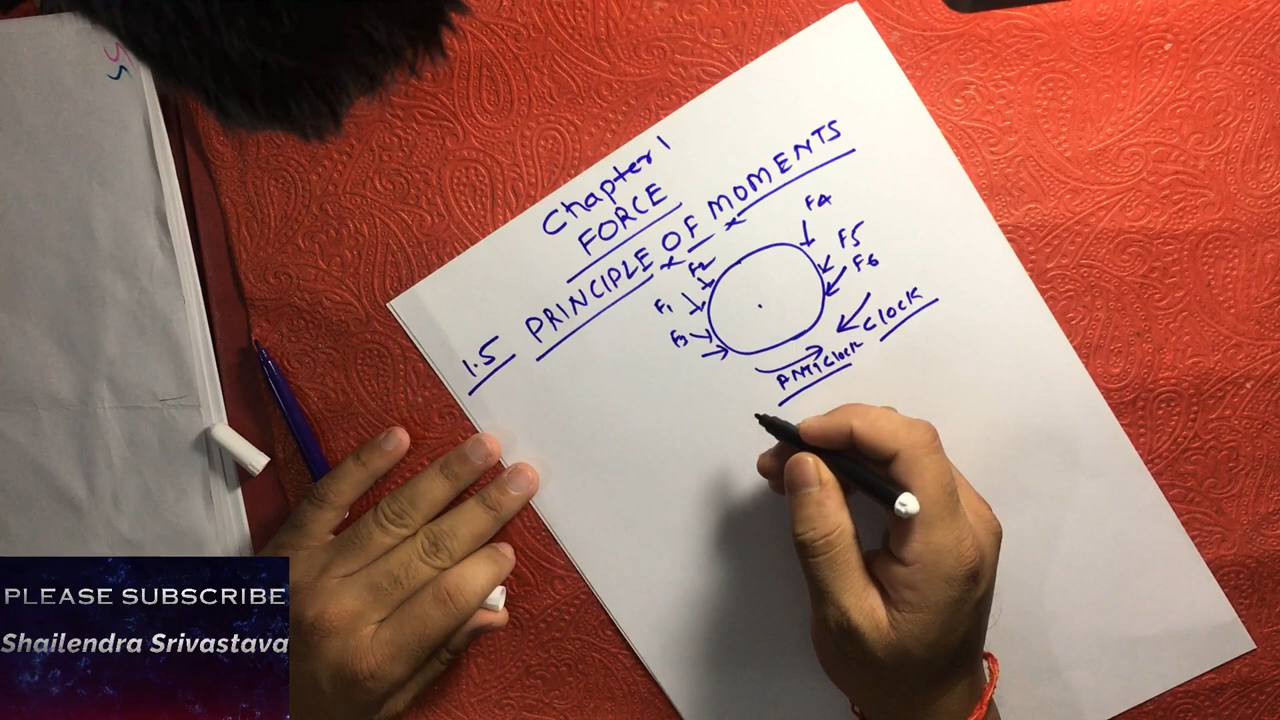 Chapter 1
FORCE
1.5 PRINCIPLE OF MOMENTS
F4
F2
F5
F6
F1
F3
CLOCK
ANTICLOCK
PLEASE SUBSCRIBE
Shailendra Srivastava